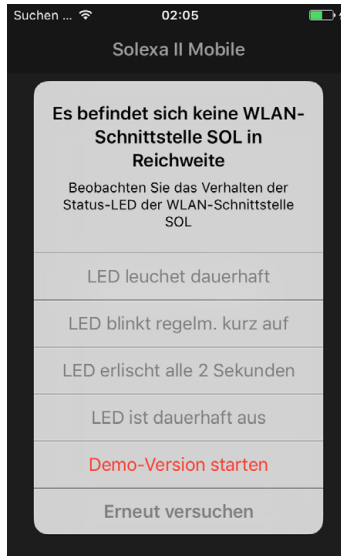 Suchen ... 02:05
Solexa II Mobile
Es befindet sich keine WLAN-
Schnittstelle SOL in
Reichweite
Beobachten Sie das Verhalten der
Status-LED der WLAN-Schnittstelle
SOL
LED leuchet dauerhaft
LED blinkt regelm. kurz auf
LED erlischt alle 2 Sekunden
LED ist dauerhaft aus
Demo-Version starten
Erneut versuchen